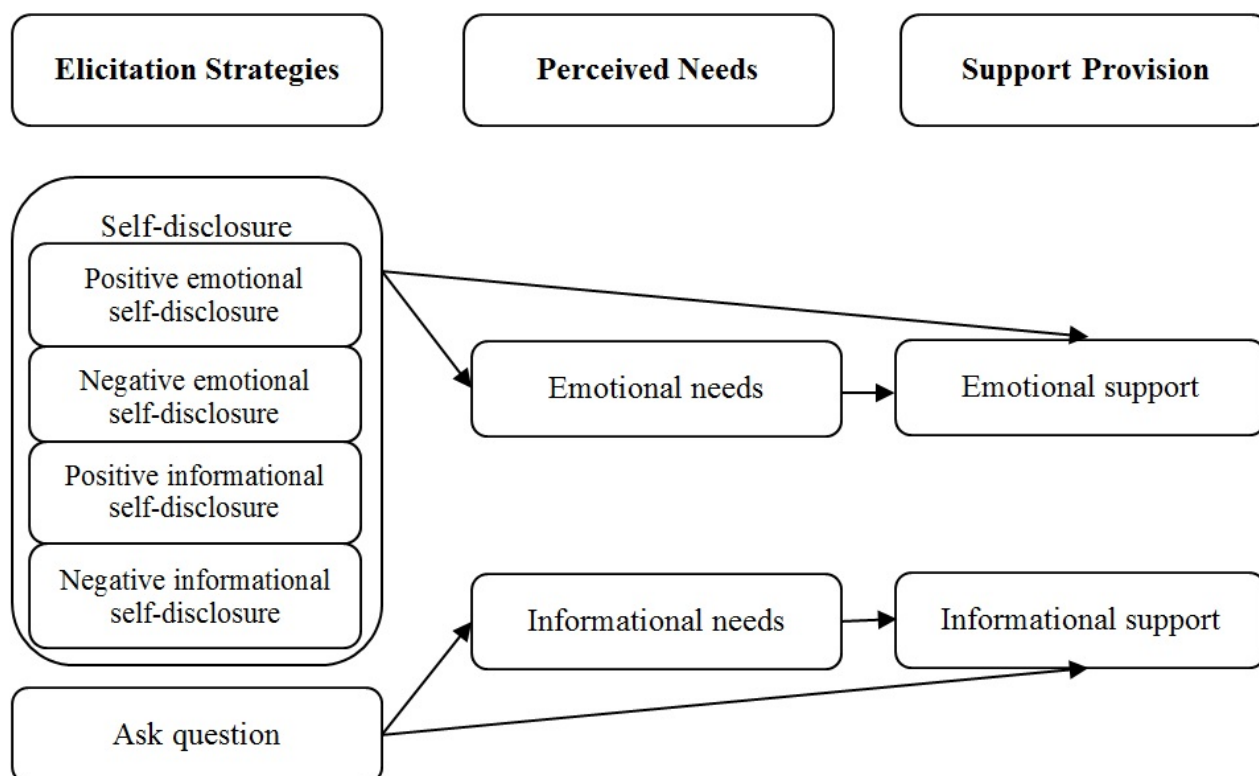 Elicitation Strategies
Perceived Needs
Support Provision
Self-disclosure
Positive emotional
self-disclosure
Negative emotional
self-disclosure
Positive informational
self-disclosure
Negative informational
self-disclosure
Ask question
Emotional needs
Emotional support
Informational needs
Informational support